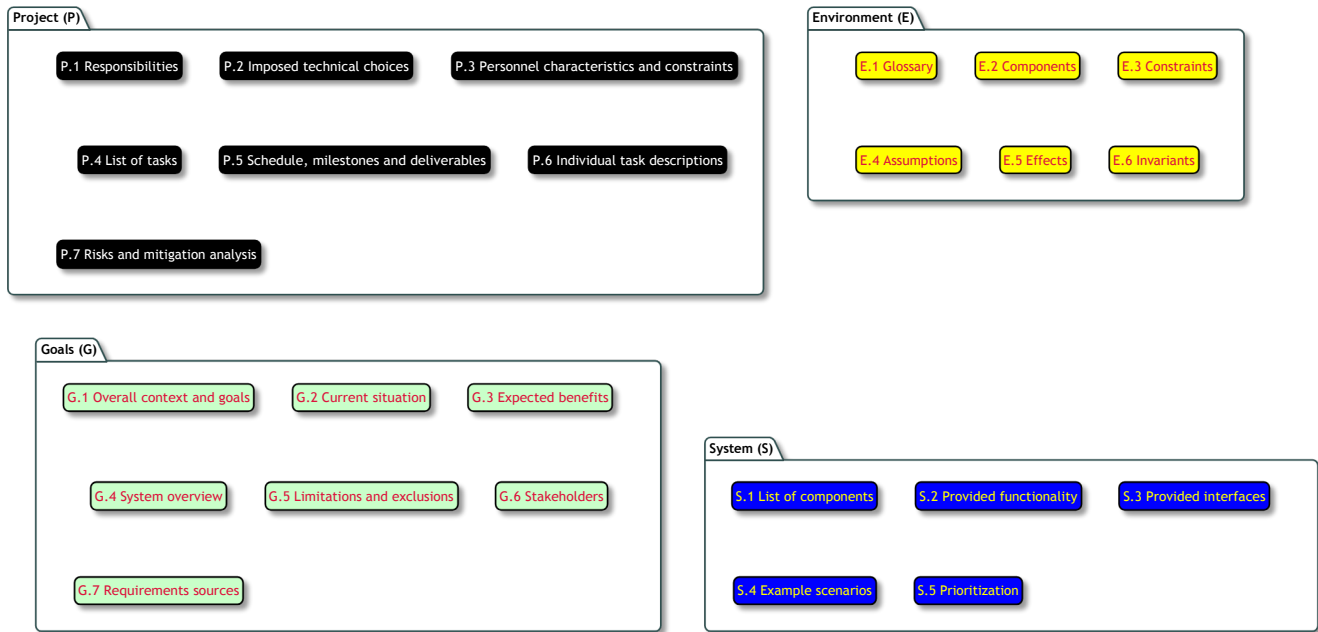 Project (P)
P.1 Responsibilities
P.2 Imposed technical choices
P.3 Personnel characteristics and constraints
P.4 List of tasks
P.5 Schedule, milestones and deliverables
P.6 Individual task descriptions
P.7 Risks and mitigation analysis
Environment (E)
E.1 Glossary
E.2 Components
E.3 Constraints
E.4 Assumptions
E.5 Effects
E.6 Invariants
Goals (G)
G.1 Overall context and goals
G.2 Current situation
G.3 Expected benefits
G.4 System overview
G.5 Limitations and exclusions
G.6 Stakeholders
G.7 Requirements sources
System (S)
S.1 List of components
S.2 Provided functionality
S.3 Provided interfaces
S.4 Example scenarios
S.5 Prioritization